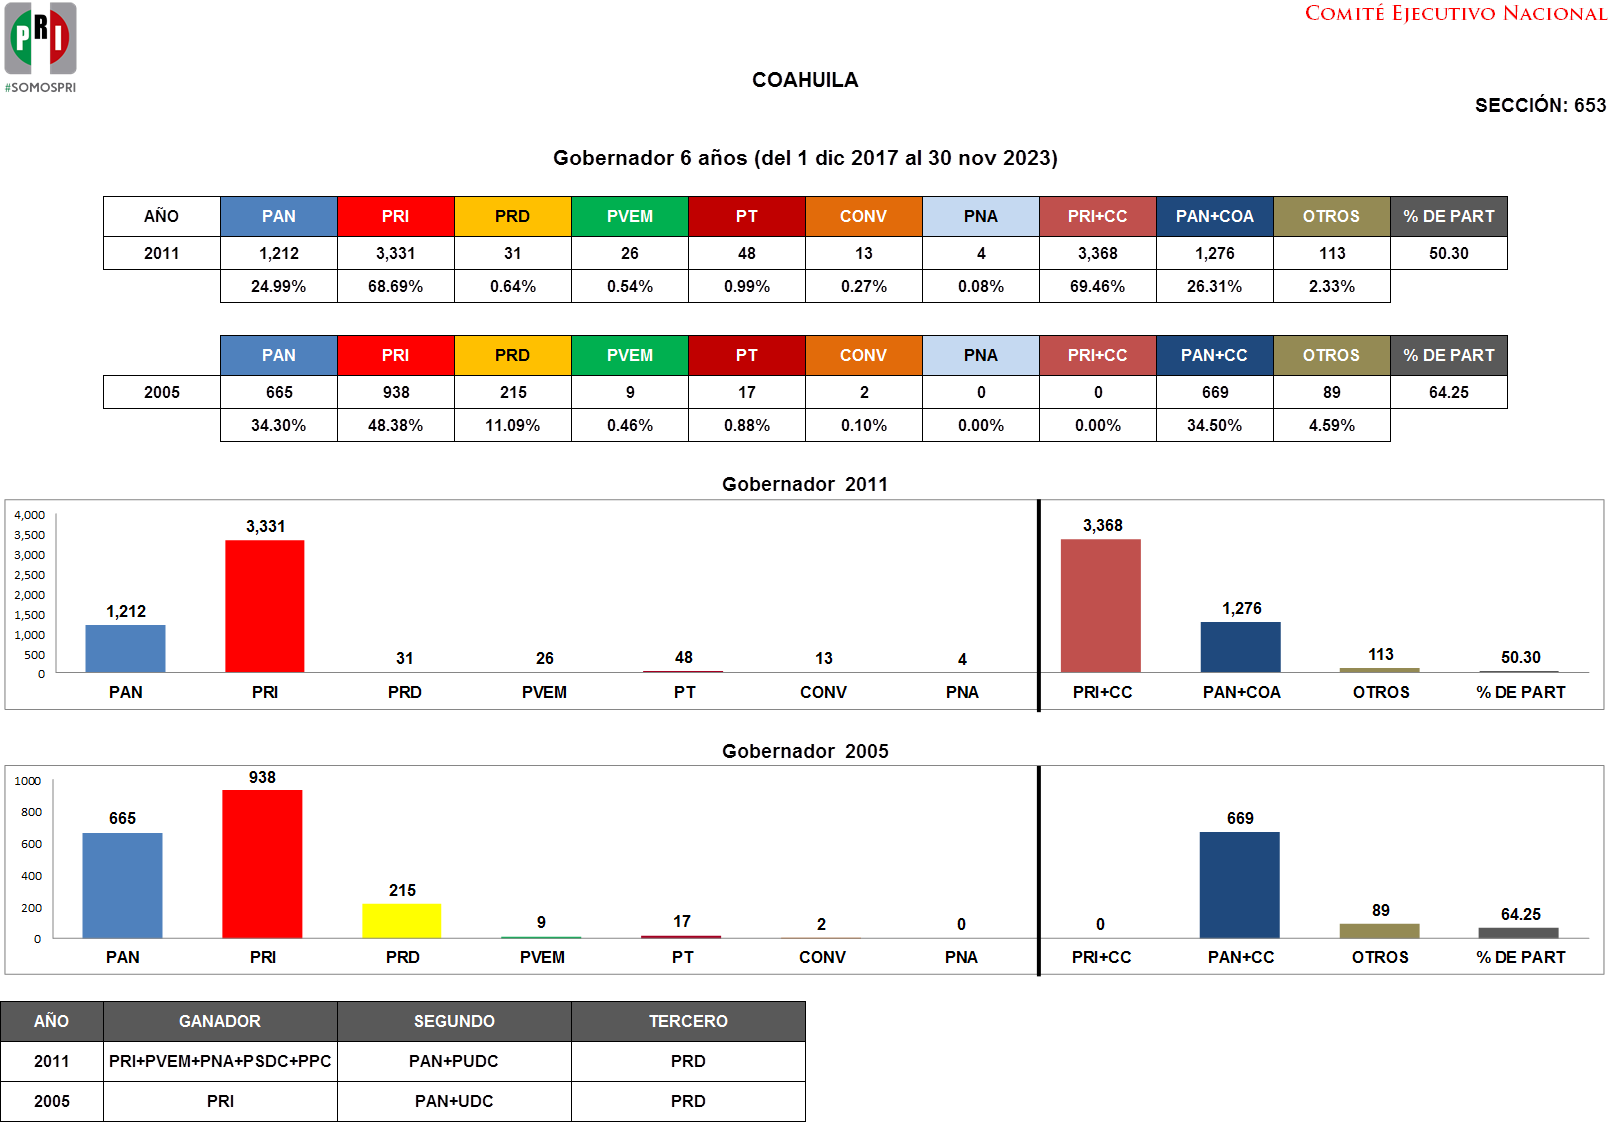 PRI
#SOMOSPRI
COMITÉ EJECUTIVO NACIONAL
COAHUILA
SECCIÓN: 653
Gobernador 6 años (del 1 dic 2017 al 30 nov 2023)
AÑO PAN PRI PRD PVEM PT CONV PNA PRI+CC PAN+COA OTROS % DE PART
2011 1,212 3,331 31 26 48 13 4 3,368 1,276 113 50.30
24.99% 68.69% 0.64% 0.54% 0.99% 0.27% 0.08% 69.46% 26.31% 2.33%
PAN PRI PRD PVEM PT CONV PNA PRI+CC PAN+CC OTROS % DE PART
2005 665 938 215 9 17 2 0 0 669 89 64.25
34.30% 48.38% 11.09% 0.46% 0.88% 0.10% 0.00% 0.00% 34.50% 4.59%
Gobernador 2011
4,000
3,500
3,000
2,500
2,000
1,500
1,000
500
0
1,212 3,331 31 26 48 13 4 3,368 1,276 113 50.30
PAN PRI PRD PVEM PT CONV PNA PRI+CC PAN+COA OTROS % DE PART
Gobernador 2005
1000
800
600
400
200
0
665 938 215 9 17 2 0 0 669 89 64.25
PAN PRI PRD PVEM PT CONV PNA PRI+CC PAN+CC OTROS % DE PART
AÑO GANADOR SEGUNDO TERCERO
2011 PRI+PVEM+PNA+PSDC+PPC PAN+PUDC PRD
2005 PRI PAN+UDC PRD